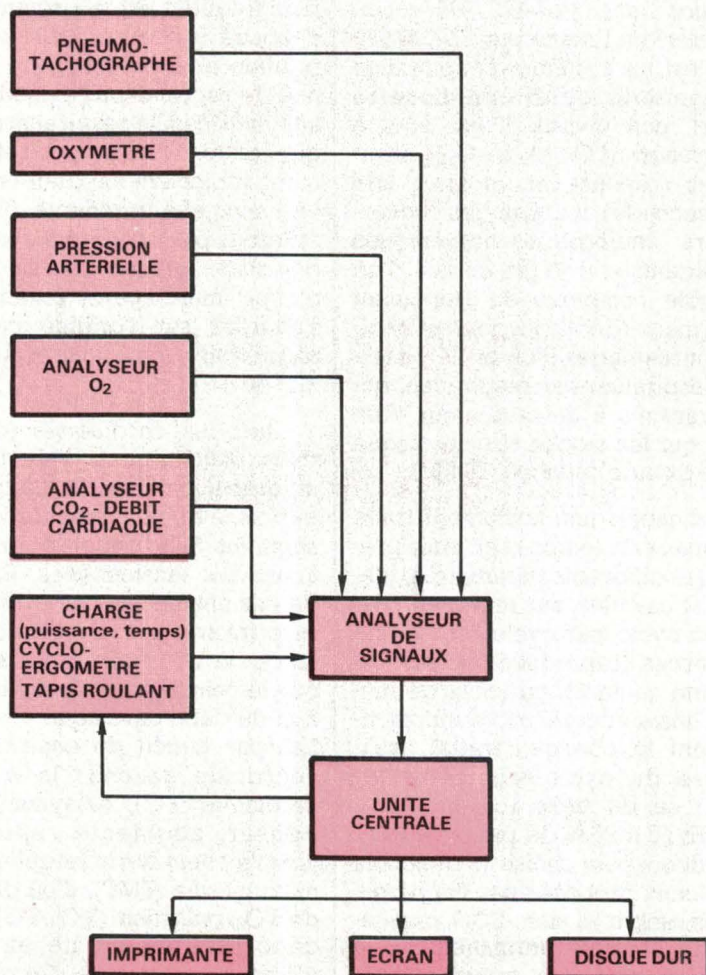 PNEUMO-
TACHOGRAPHE
OXYMETRE
PRESSION
ARTERIELLE
ANALYSEUR
O₂
ANALYSEUR
CO₂ - DEBIT
CARDIAQUE
CHARGE
(puissance, temps)
CYCLO-
ERGOMETRE
TAPIS ROULANT
ANALYSEUR
DE
SIGNAUX
UNITE
CENTRALE
IMPRIMANTE
ECRAN
DISQUE DUR